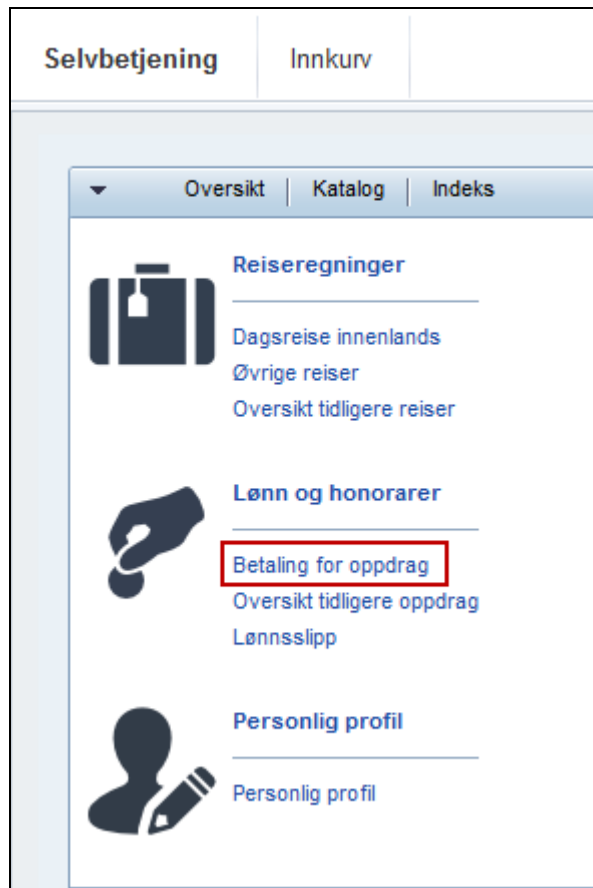 Selvbetjening Innkurv
Oversikt Katalog Indeks
Reiseregninger
Dagsreise innenlands
Øvrige reiser
Oversikt tidligere reiser
Lønn og honorarer
Betaling for oppdrag
Oversikt tidligere oppdrag
Lønnsslipp
Personlig profil
Personlig profil